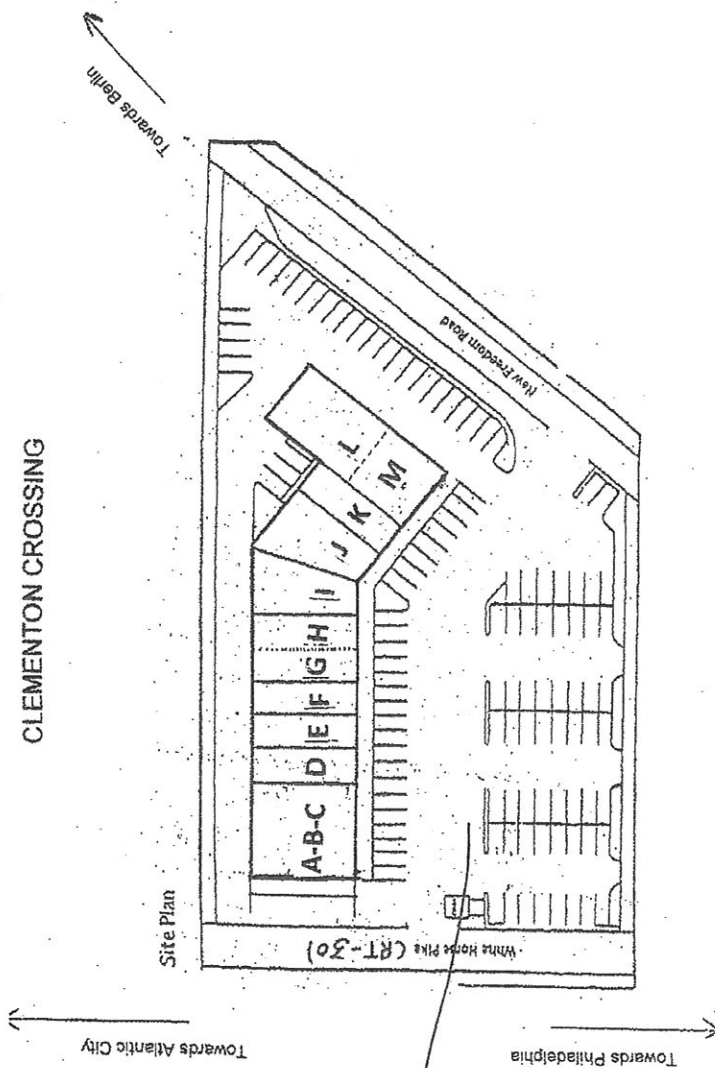 CLEMENTON CROSSING
Towards Berlin
Site Plan
Towards Atlantic City
Towards Philadelphia
White Horse Pike (RT-30)
New Freedom Road
A-B-C
D
E
F
G
H
I
J
K
L
M